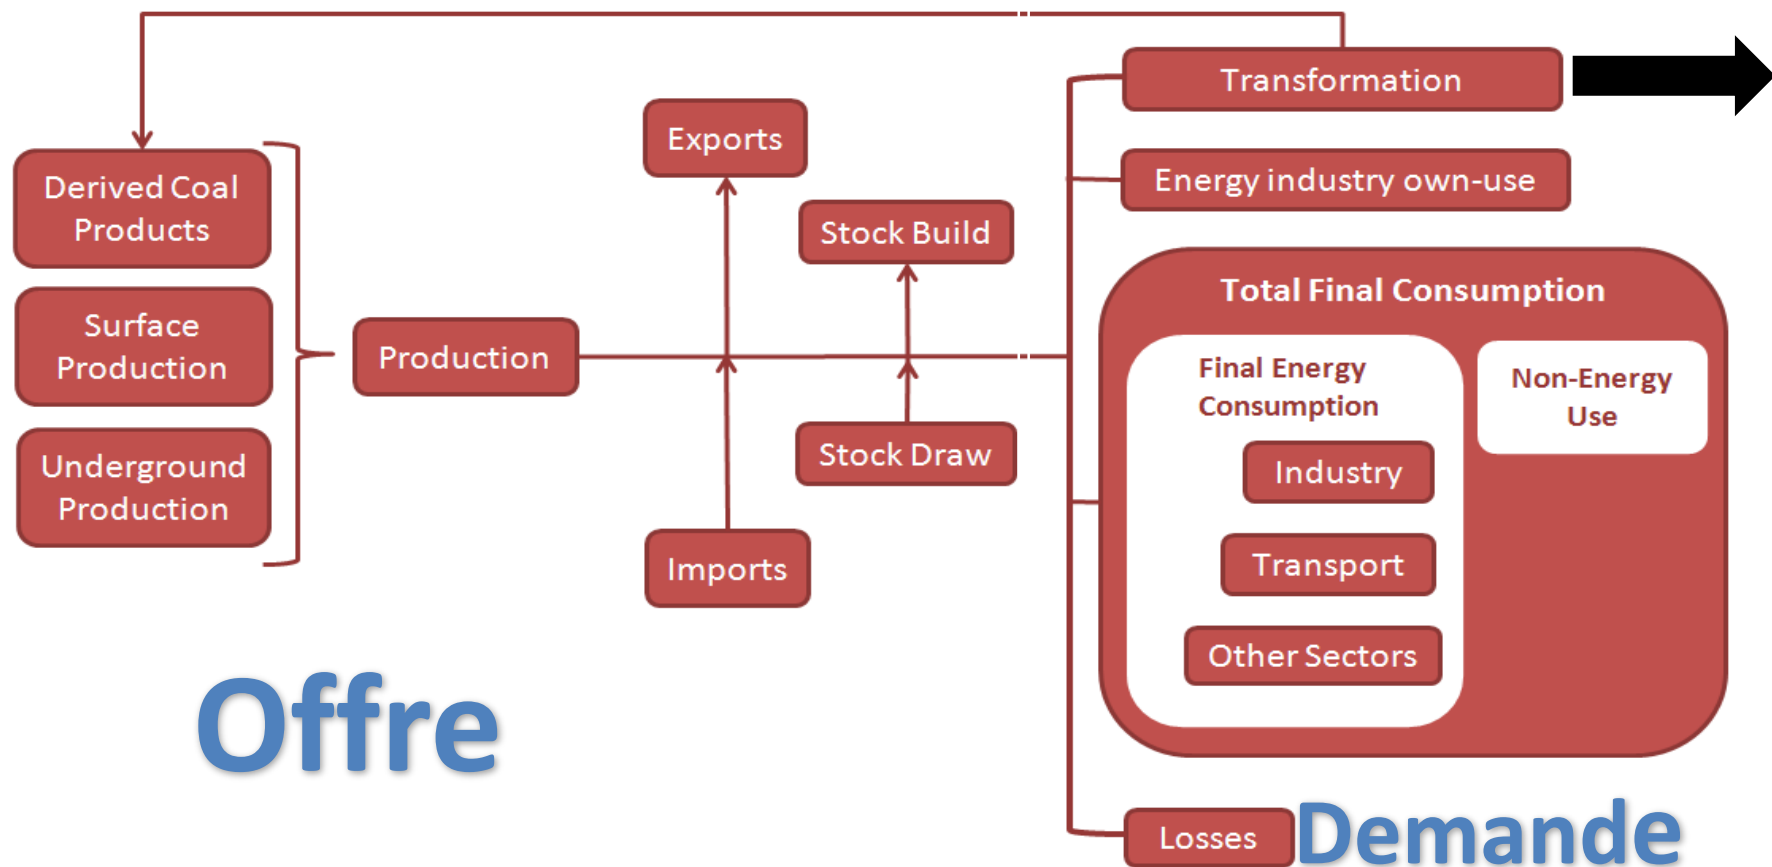 Transformation
Exports
Energy industry own-use
Derived Coal
Products
Stock Build
Total Final Consumption
Surface
Production
Production
Final Energy
Consumption
Non-Energy
Use
Underground
Production
Stock Draw
Industry
Imports
Transport
Other Sectors
Offre
Losses
Demande